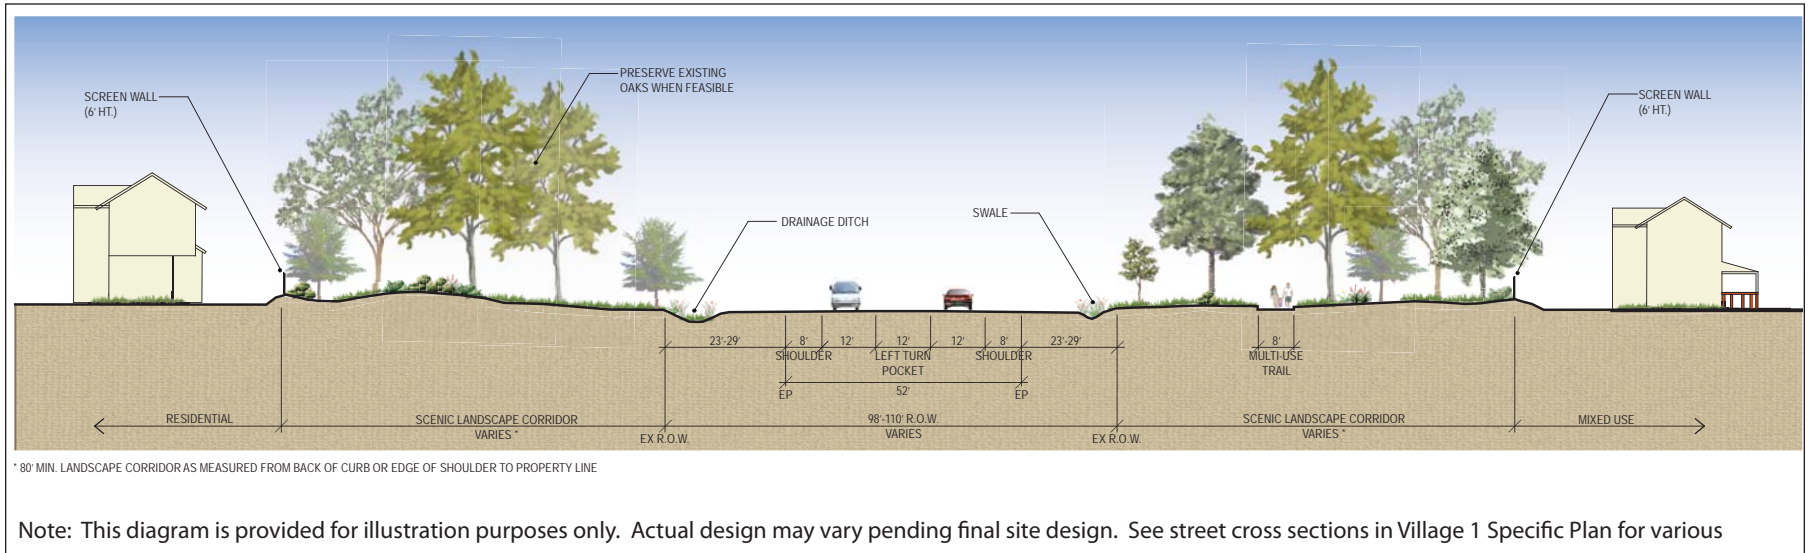 PRESERVE EXISTING
OAKS WHEN FEASIBLE
SCREEN WALL
(6' HT.)
SCREEN WALL
(6' HT.)
DRAINAGE DITCH
SWALE
23'-29' 8' 12' 12' 12' 8' 23'-29' 8'
SHOULDER LEFT TURN SHOULDER MULTI-USE
POCKET TRAIL
EP 52' EP
RESIDENTIAL SCENIC LANDSCAPE CORRIDOR 98'-110' R.O.W. SCENIC LANDSCAPE CORRIDOR MIXED USE
VARIES * EX R.O.W. VARIES EX R.O.W. VARIES *
* 80' MIN. LANDSCAPE CORRIDOR AS MEASURED FROM BACK OF CURB OR EDGE OF SHOULDER TO PROPERTY LINE
Note: This diagram is provided for illustration purposes only. Actual design may vary pending final site design. See street cross sections in Village 1 Specific Plan for various